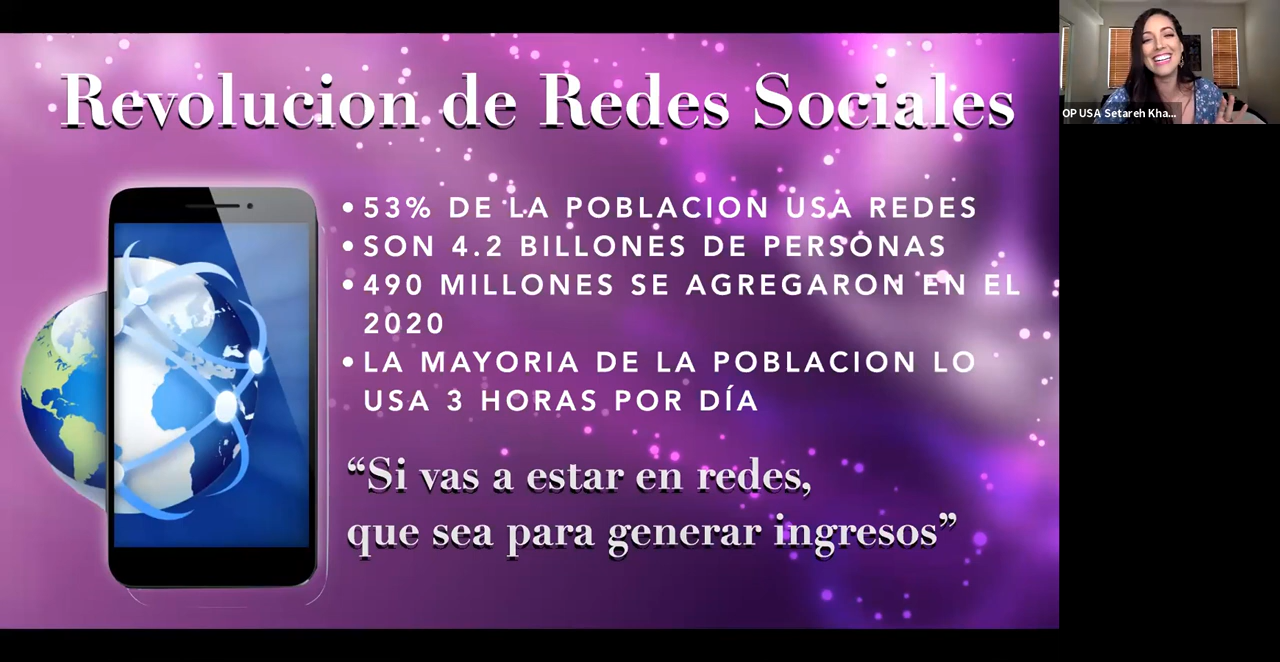 Revolucion de Redes Sociales
• 53% DE LA POBLACION USA REDES
• SON 4.2 BILLONES DE PERSONAS
• 490 MILLONES SE AGREGARON EN EL
2020
• LA MAYORIA DE LA POBLACION LO
USA 3 HORAS POR DÍA
“Si vas a estar en redes,
que sea para generar ingresos”
OP USA Setareh Kha...